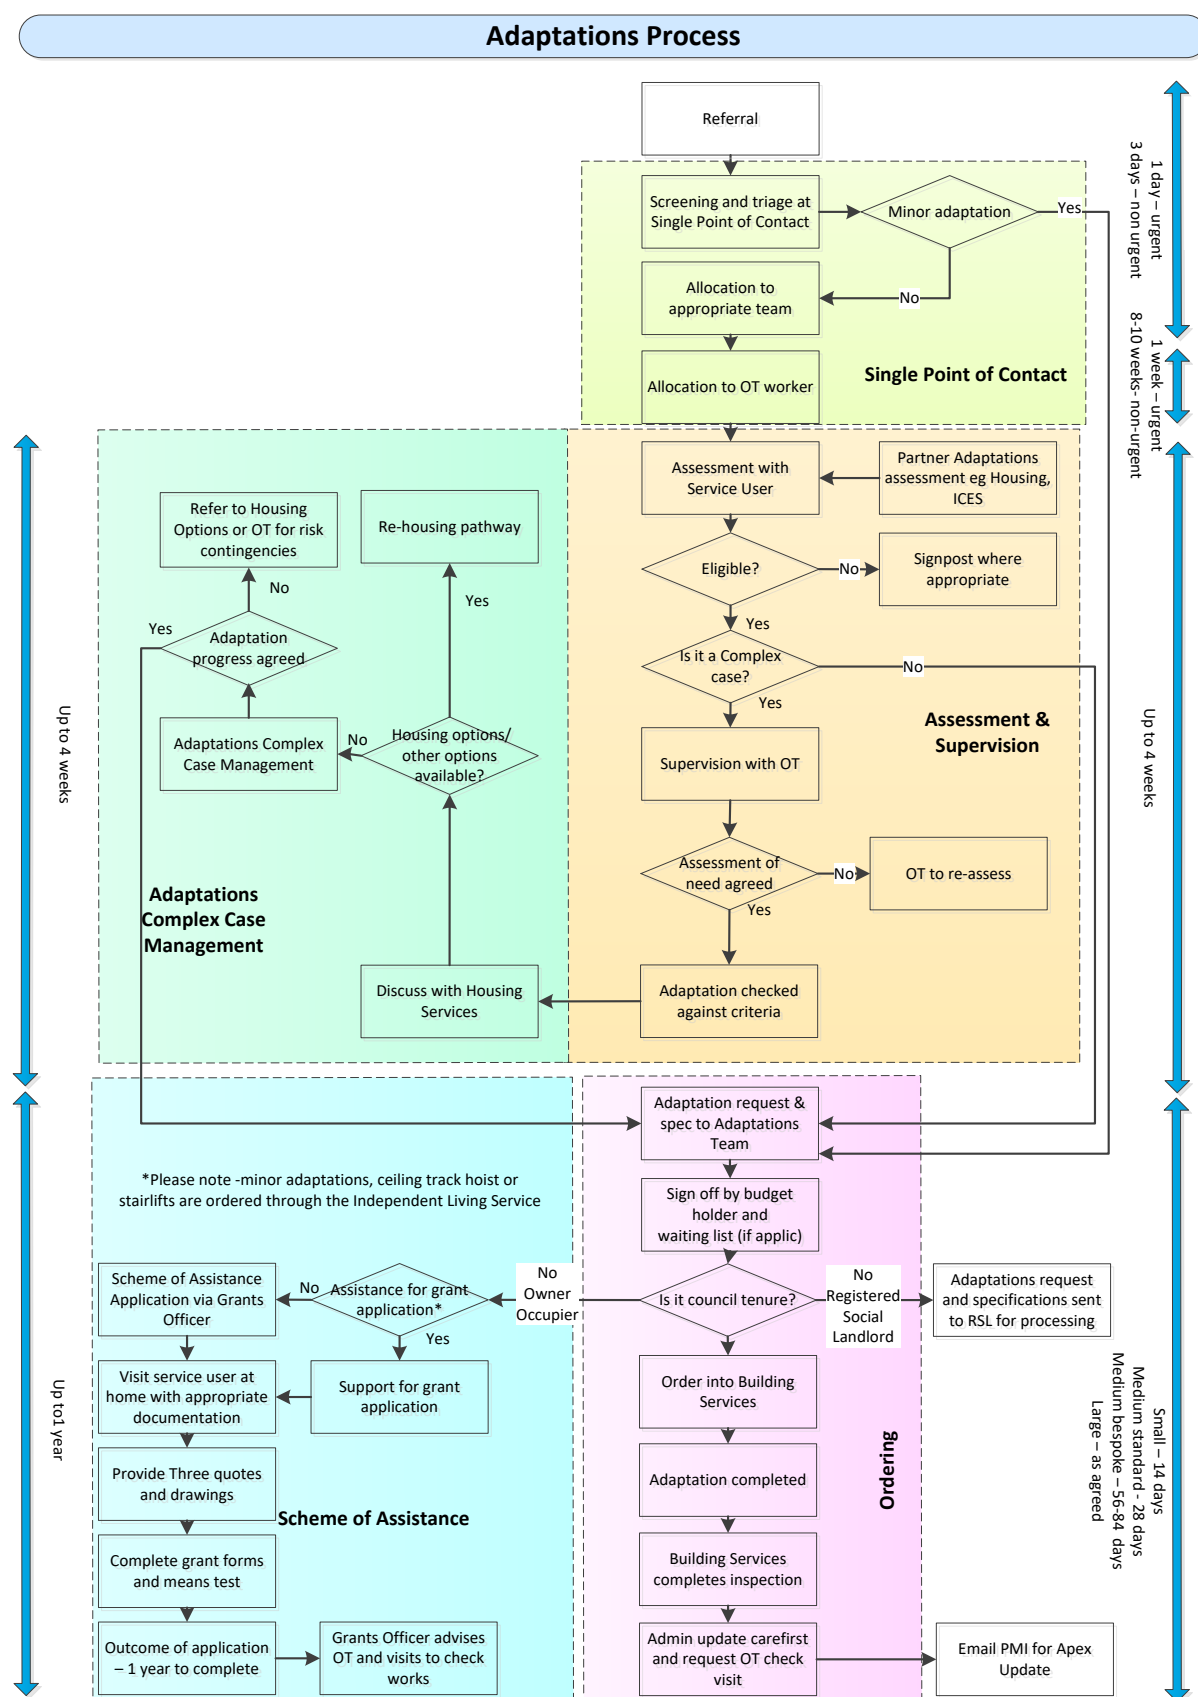 Adaptations Process
Referral
1 day – urgent
3 days – non urgent
Screening and triage at
Single Point of Contact
Minor adaptation
Yes
Allocation to
appropriate team
No
Allocation to OT worker
Single Point of Contact
1 week – urgent
8-10 weeks- non-urgent
Assessment with
Service User
Partner Adaptations
assessment eg Housing,
ICES
Refer to Housing
Options or OT for risk
contingencies
Re-housing pathway
Eligible?
No
Signpost where
appropriate
No
Yes
Yes
Yes
Adaptation
progress agreed
Is it a Complex
case?
No
Yes
Up to 4 weeks
Adaptations Complex
Case Management
No
Housing options/
other options
available?
Supervision with OT
Assessment &
Supervision
Up to 4 weeks
Assessment of
need agreed
No
OT to re-assess
Yes
Adaptations
Complex Case
Management
Discuss with Housing
Services
Adaptation checked
against criteria
Adaptation request &
spec to Adaptations
Team
*Please note -minor adaptations, ceiling track hoist or
stairlifts are ordered through the Independent Living Service
Sign off by budget
holder and
waiting list (if applic)
Scheme of Assistance
Application via Grants
Officer
No
Assistance for grant
application*
No
Owner
Occupier
Is it council tenure?
No
Registered
Social
Landlord
Adaptations request
and specifications sent
to RSL for processing
Yes
Visit service user at
home with appropriate
documentation
Support for grant
application
Order into Building
Services
Up to1 year
Small – 14 days
Medium standard - 28 days
Medium bespoke – 56-84 days
Large – as agreed
Provide Three quotes
and drawings
Scheme of Assistance
Adaptation completed
Ordering
Complete grant forms
and means test
Building Services
completes inspection
Outcome of application
– 1 year to complete
Grants Officer advises
OT and visits to check
works
Admin update carefirst
and request OT check
visit
Email PMI for Apex
Update